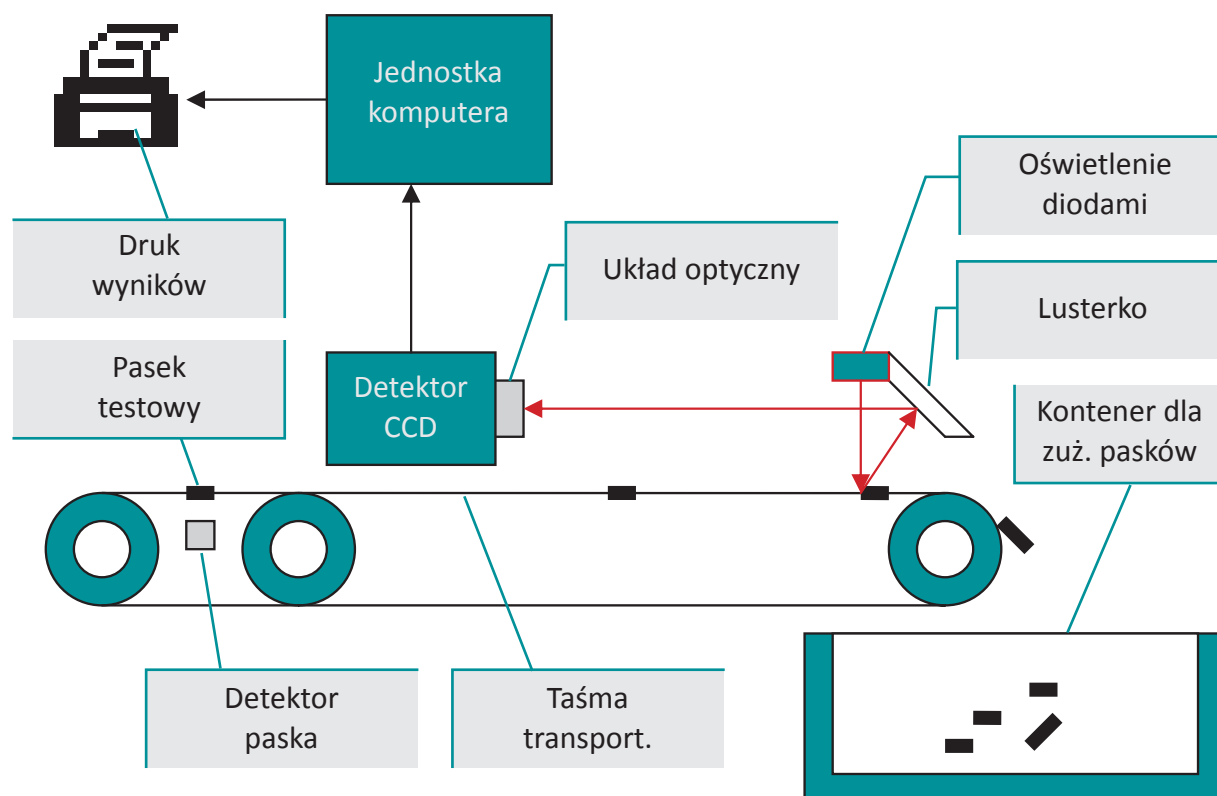 Jednostka
komputera
Oświetlenie
diodami
Druk
wyników
Układ optyczny
Lusterko
Pasek
testowy
Detektor
CCD
Kontener dla
zuż. pasków
Detektor
paska
Taśma
transport.